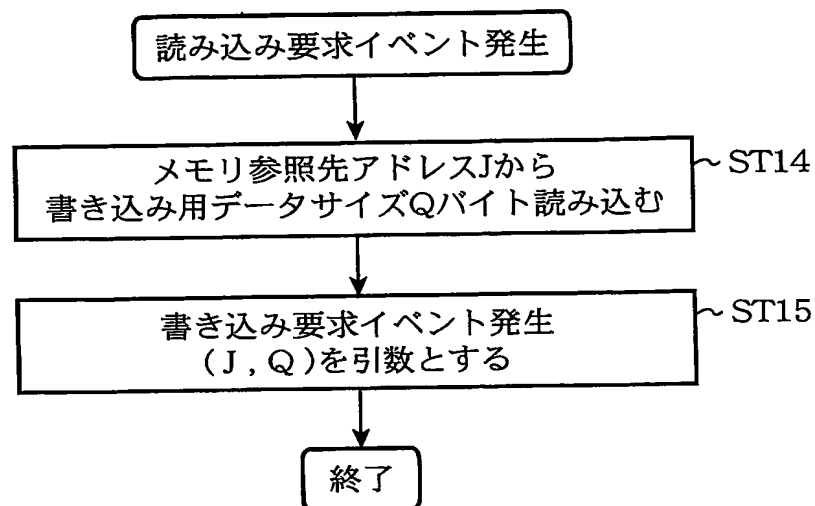 読み込み要求イベント発生
メモリ参照先アドレスJから
書き込み用データサイズQバイト読み込む
～ST14
書き込み要求イベント発生
(J,Q)を引数とする
～ST15
終了